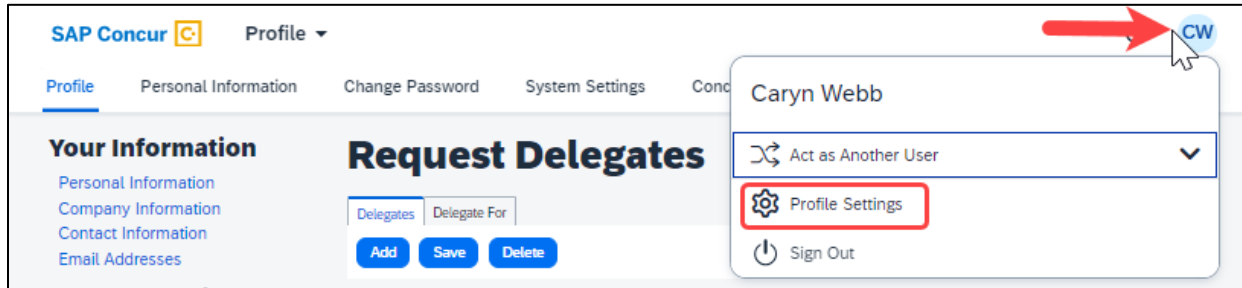 SAP Concur C Profile
CW
Profile Personal Information Change Password System Settings Conc
Caryn Webb
Act as Another User
Profile Settings
Sign Out
Your Information
Personal Information
Company Information
Contact Information
Email Addresses
Request Delegates
Delegates Delegate For
Add Save Delete